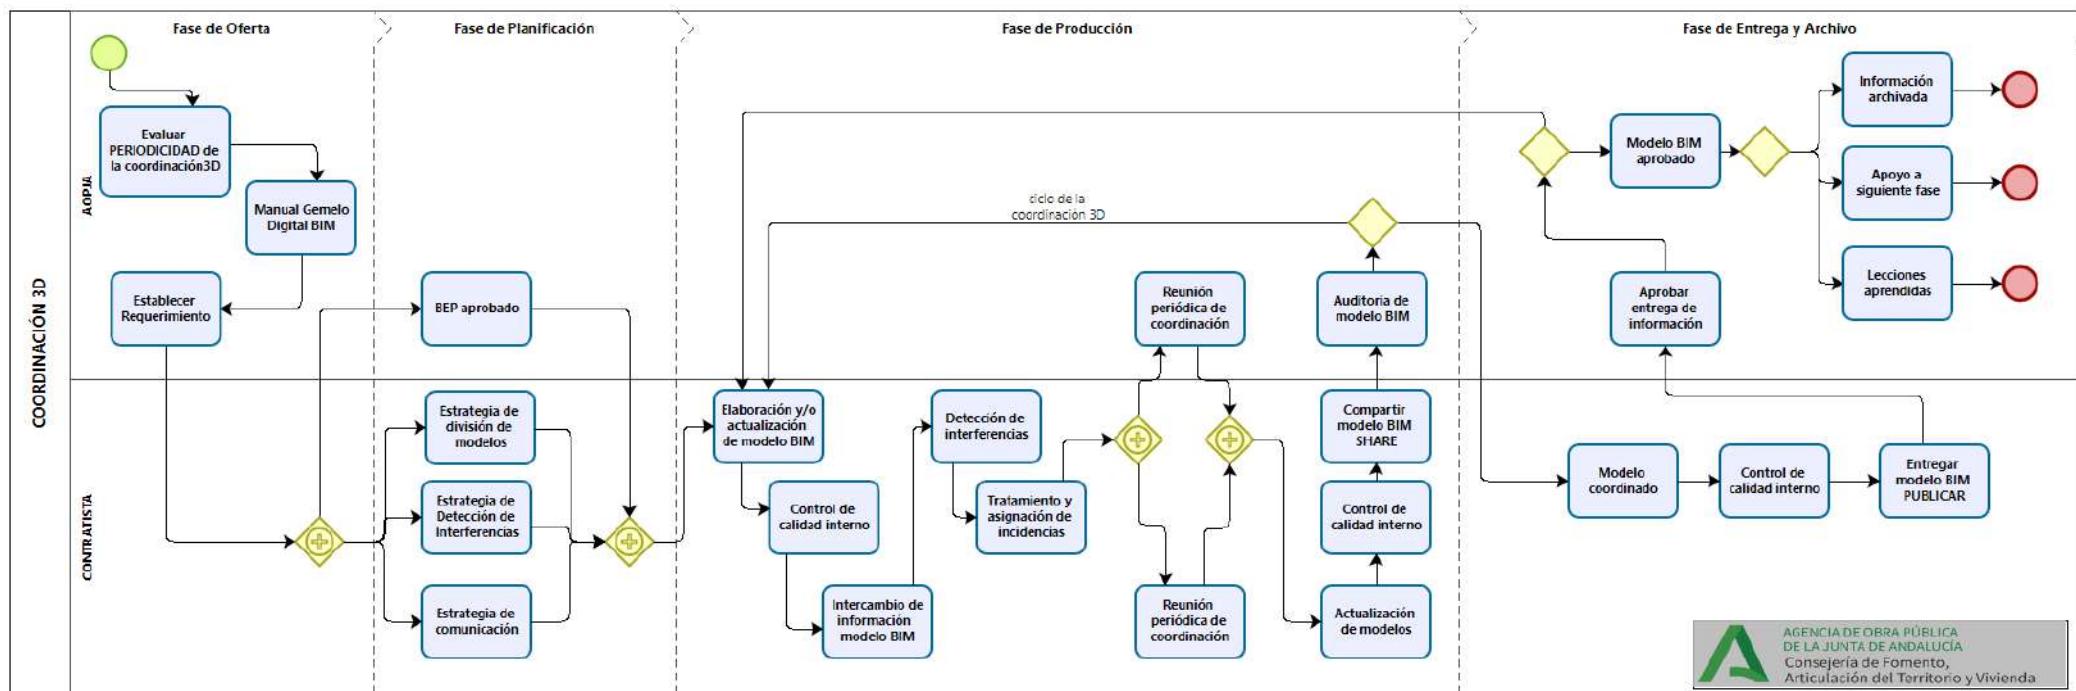 COORDINACIÓN 3D
Fase de Oferta
Fase de Planificación
Fase de Producción
Fase de Entrega y Archivo
AOPJA
Evaluar
PERIODICIDAD de
la coordinación3D
Manual Gemelo
Digital BIM
Establecer
Requerimiento
BEP aprobado
ciclo de la
coordinación 3D
Reunión
periódica de
coordinación
Auditoria de
modelo BIM
Aprobar
entrega de
información
Modelo BIM
aprobado
Información
archivada
Apoyo a
siguiente fase
Lecciones
aprendidas
CONTRATISTA
Estrategia de
división de
modelos
Estrategia de
Detección de
Interferencias
Estrategia de
comunicación
Elaboración y/o
actualización
de modelo BIM
Control de
calidad interno
Intercambio de
información
modelo BIM
Detección de
interferencias
Tratamiento y
asignación de
incidencias
Reunión
periódica de
coordinación
Compartir
modelo BIM
SHARE
Control de
calidad interno
Actualización
de modelos
Modelo
coordinado
Control de
calidad interno
Entregar
modelo BIM
PUBLICAR
AGENCIA DE OBRA PÚBLICA
DE LA JUNTA DE ANDALUCÍA
Consejería de Fomento,
Articulación del Territorio y Vivienda